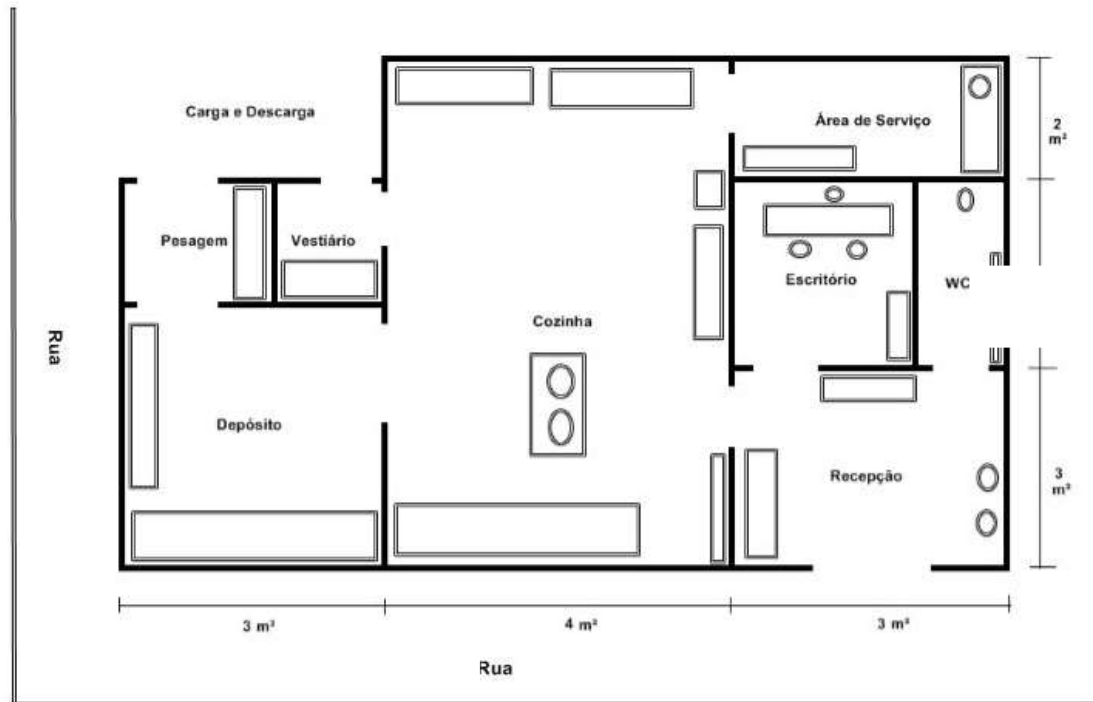 Carga e Descarga
Área de Serviço
2
m²
Pesagem
Vestiário
Escritório
WC
Cozinha
Rua
Depósito
Recepção
3
m²
3 m²
4 m²
3 m²
Rua